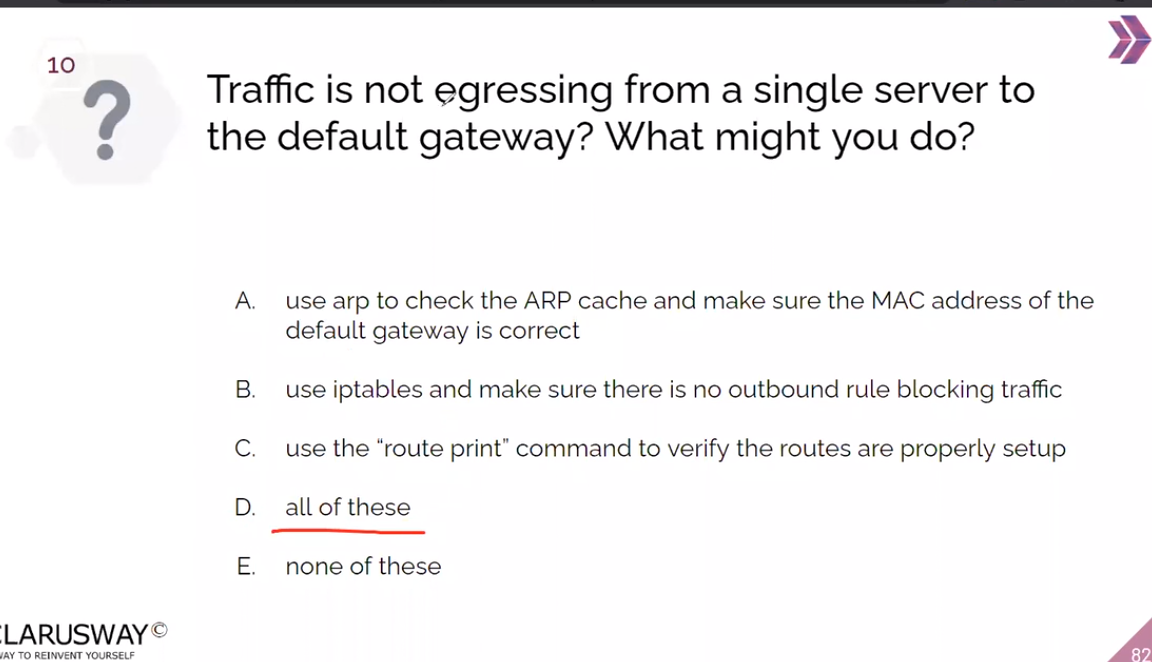 10
Traffic is not egressing from a single server to
the default gateway? What might you do?
A. use arp to check the ARP cache and make sure the MAC address of the
default gateway is correct
B. use iptables and make sure there is no outbound rule blocking traffic
C. use the “route print” command to verify the routes are properly setup
D. all of these
E. none of these
LARUSWAY©
WAY TO REINVENT YOURSELF
82